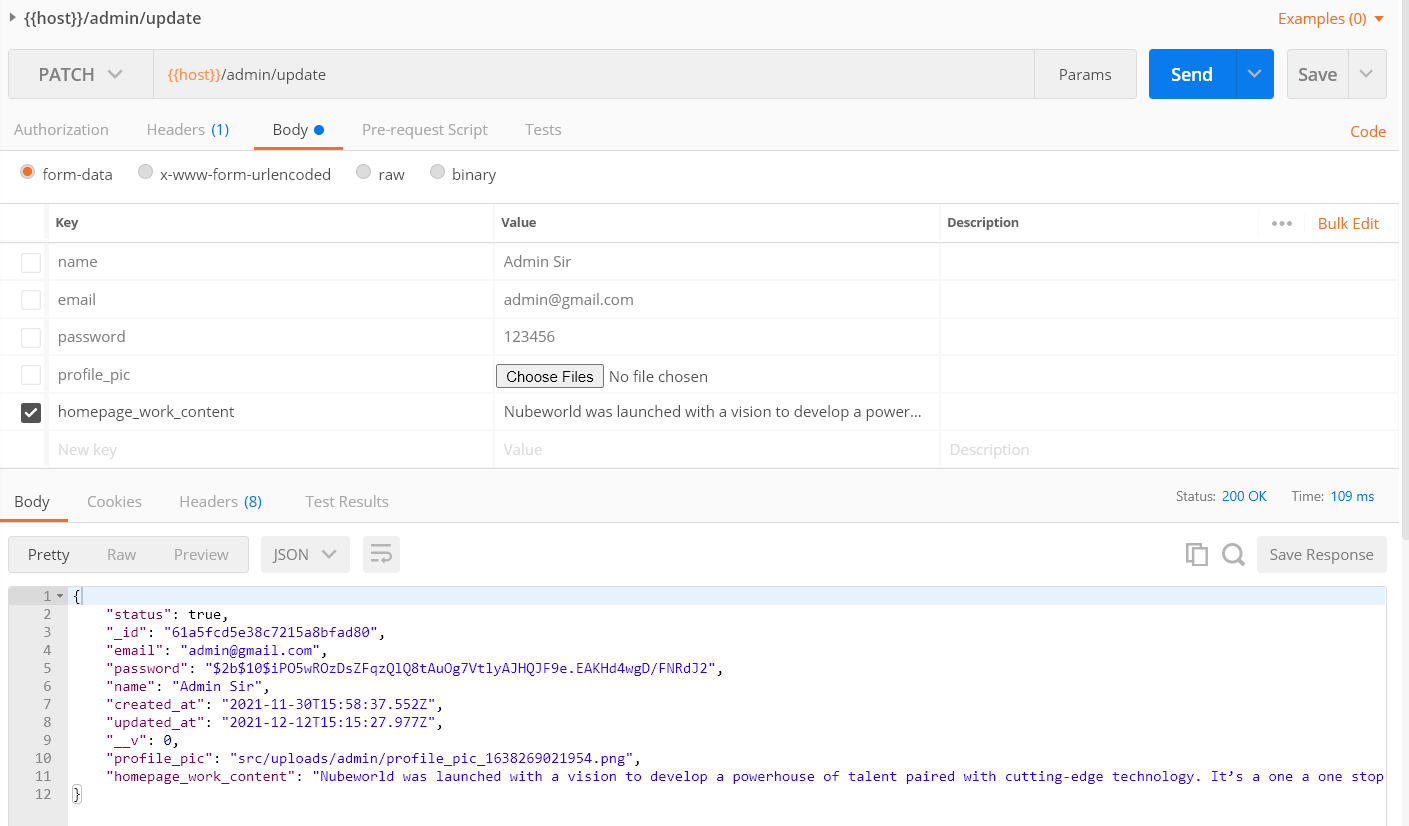 {{host}}/admin/update
Examples (0)
PATCH {{host}}/admin/update Params Send Save
Authorization Headers (1) Body Pre-request Script Tests Code
form-data x-www-form-urlencoded raw binary
Key Value Description Bulk Edit
name Admin Sir
email admin@gmail.com
password 123456
profile_pic Choose Files No file chosen
homepage_work_content Nubeworld was launched with a vision to develop a power...
New key Value Description
Body Cookies Headers (8) Test Results Status: 200 OK Time: 109 ms
Pretty Raw Preview JSON Save Response
1 {
2 "status": true,
3 "_id": "61a5fcd5e38c7215a8bfad80",
4 "email": "admin@gmail.com",
5 "password": "$2b$10$iPO5wROzDsZFqzQlQ8tAuOg7VtlyAJHQJF9e.EAKHd4wgD/FNRdJ2",
6 "name": "Admin Sir",
7 "created_at": "2021-11-30T15:58:37.552Z",
8 "updated_at": "2021-12-12T15:15:27.977Z",
9 "__v": 0,
10 "profile_pic": "src/uploads/admin/profile_pic_1638269021954.png",
11 "homepage_work_content": "Nubeworld was launched with a vision to develop a powerhouse of talent paired with cutting-edge technology. It’s a one a one stop
12 }